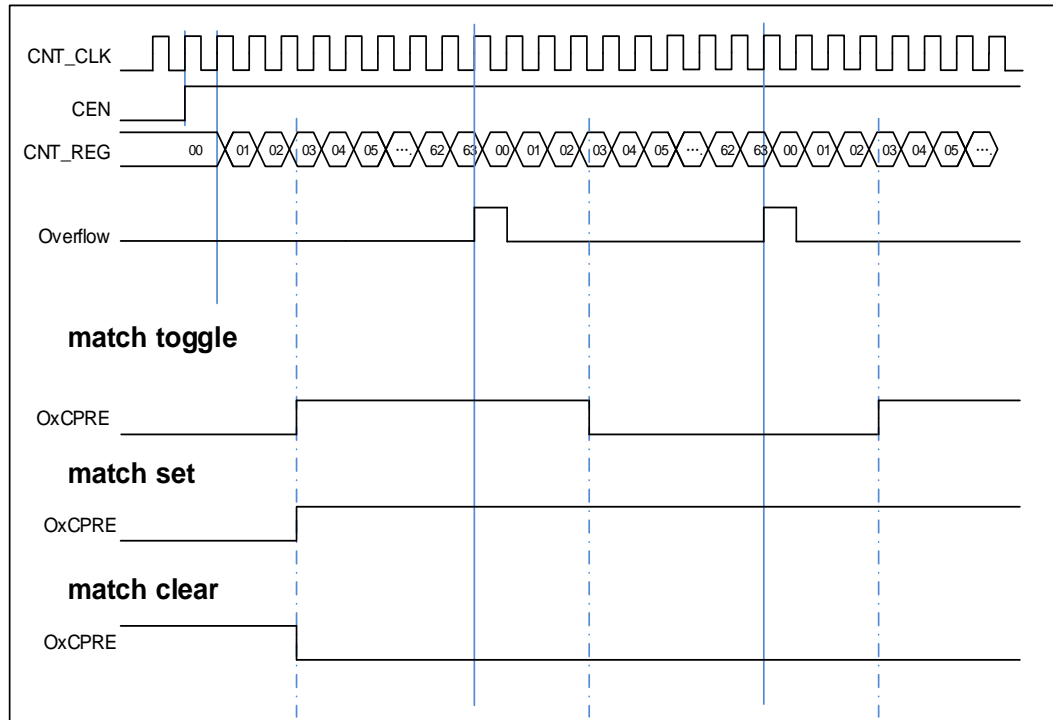 CNT_CLK
CEN
CNT_REG 00 01 02 03 04 05 ···. 62 63 00 01 02 03 04 05 ···. 62 63 00 01 02 03 04 05 ···.
Overflow
match toggle
OxCPRE
match set
OxCPRE
match clear
OxCPRE